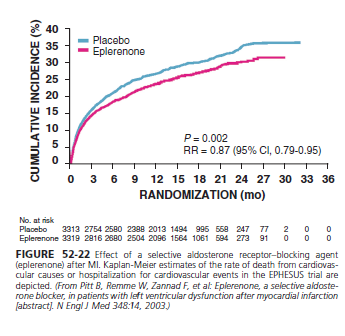 CUMULATIVE INCIDENCE (%)
40
35
30
25
20
15
10
5
0
Placebo
Eplerenone
P = 0.002
RR = 0.87 (95% CI, 0.79-0.95)
0 3 6 9 12 15 18 21 24 27 30 33 36
RANDOMIZATION (mo)
No. at risk
Placebo 3313 2754 2580 2388 2013 1494 995 558 247 77 2 0 0
Eplerenone 3319 2816 2680 2504 2096 1564 1061 594 273 91 0 0 0
FIGURE 52-22 Effect of a selective aldosterone receptor–blocking agent
(eplerenone) after MI. Kaplan-Meier estimates of the rate of death from cardiovas-
cular causes or hospitalization for cardiovascular events in the EPHESUS trial are
depicted. (From Pitt B, Remme W, Zannad F, et al: Eplerenone, a selective aldoste-
rone blocker, in patients with left ventricular dysfunction after myocardial infarction
[abstract]. N Engl J Med 348:14, 2003.)